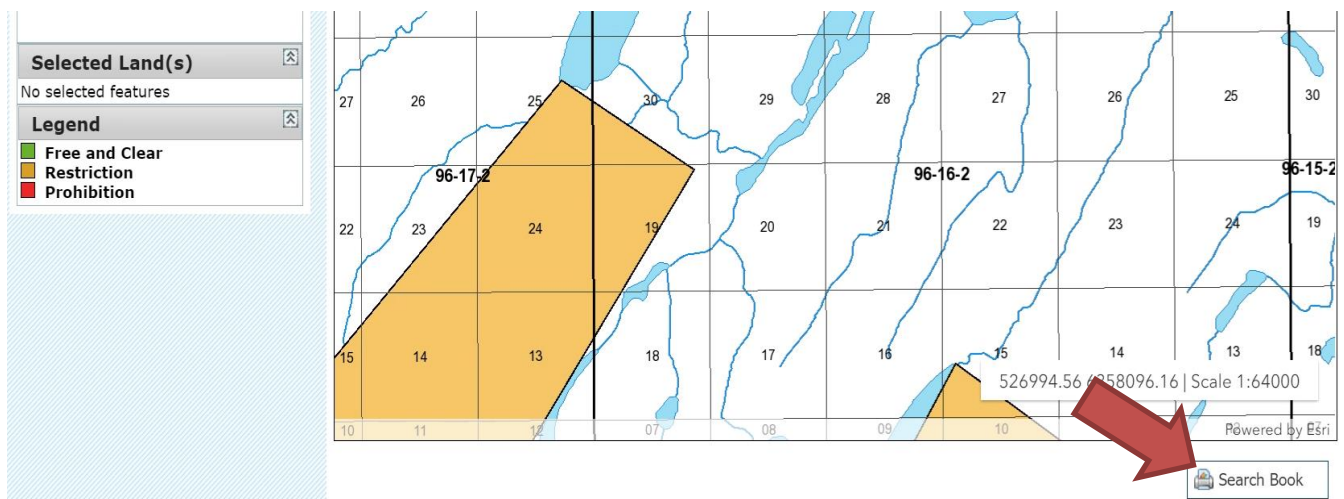 Selected Land(s)
No selected features
Legend
Free and Clear
Restriction
Prohibition
27 26 25 30 29 28 27 26 25 30
96-17-2 96-16-2 96-15-2
22 23 24 19 20 21 22 23 24 19
15 14 13 18 17 16 15 14 13 18
526994.56 | Scale 1:64000
10 11 12 07 08 09 10
Powered by Esri
Search Book